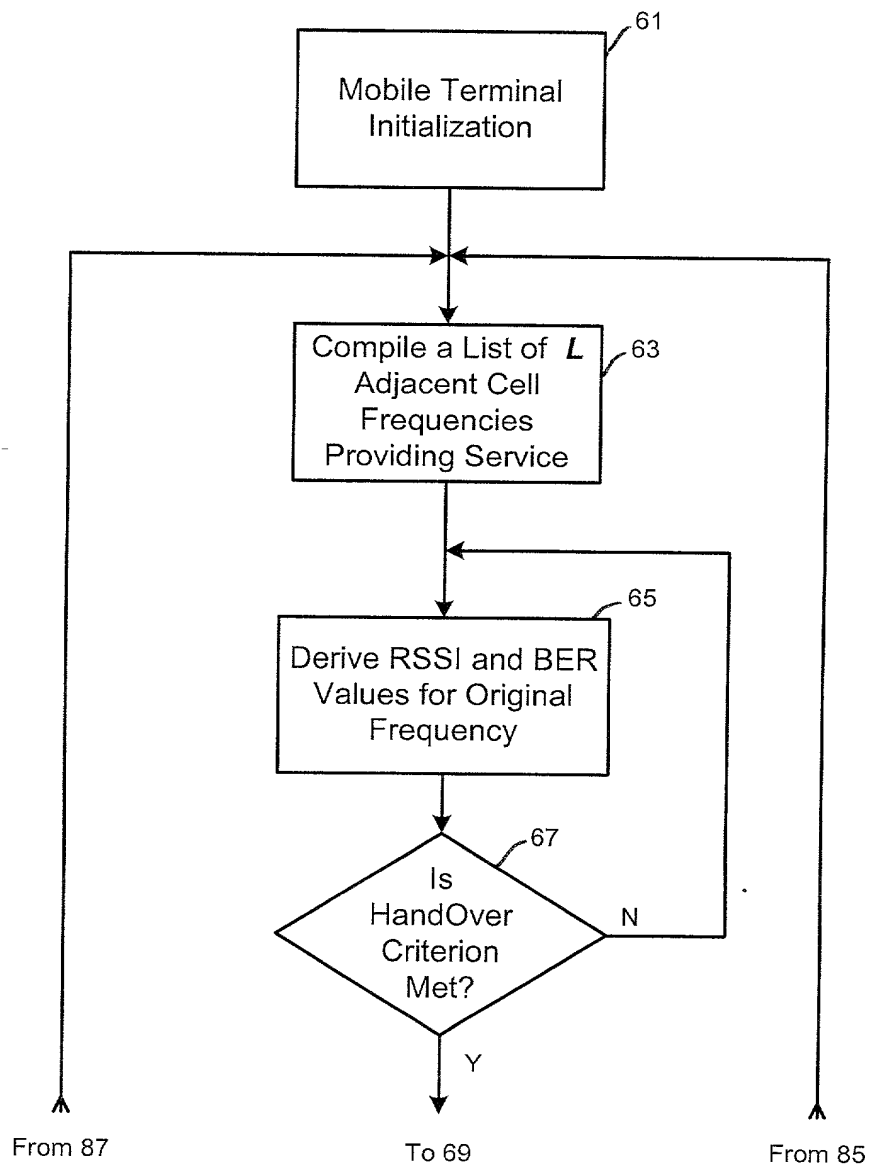 61
Mobile Terminal
Initialization
Compile a List of L
63
Adjacent Cell
Frequencies
Providing Service
65
Derive RSSI and BER
Values for Original
Frequency
67
Is
HandOver
Criterion
Met?
N
Y
From 87
To 69
From 85